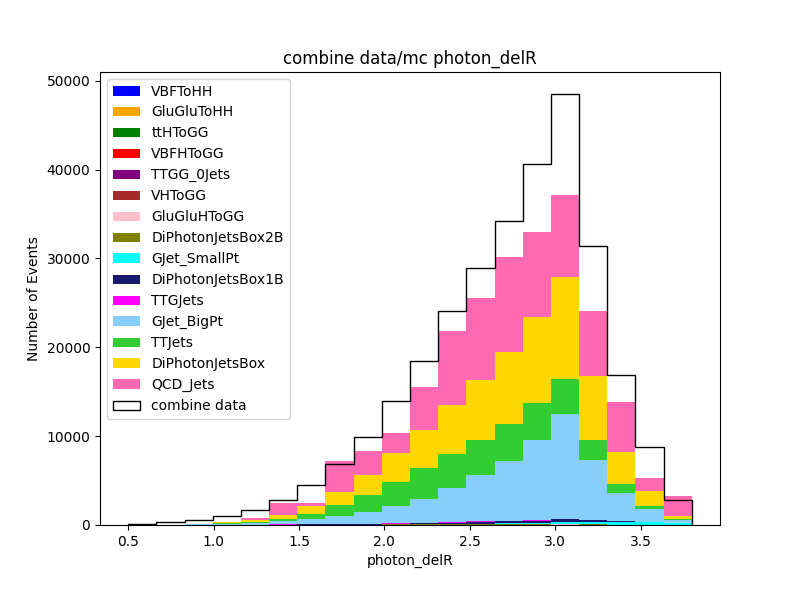 combine data/mc photon_delR
Number of Events
50000
40000
30000
20000
10000
0
VBFToHH
GluGluToHH
ttHToGG
VBFHToGG
TTGG_0Jets
VHToGG
GluGluHToGG
DiPhotonJetsBox2B
GJet_SmallPt
DiPhotonJetsBox1B
TTGJets
GJet_BigPt
TTJets
DiPhotonJetsBox
QCD_Jets
combine data
0.5 1.0 1.5 2.0 2.5 3.0 3.5
photon_delR